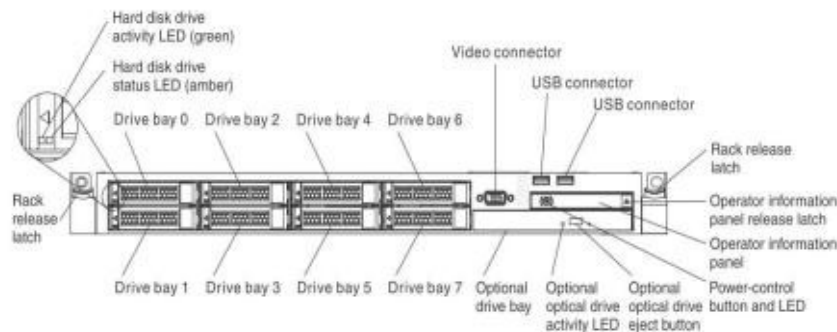 Hard disk drive
activity LED (green)
Hard disk drive
status LED (amber)
Drive bay 0
Drive bay 2
Drive bay 4
Drive bay 6
Video connector
USB connector
USB connector
Rack release
latch
Rack
release
latch
Operator information
panel release latch
Operator information
panel
Power-control
button and LED
Drive bay 1
Drive bay 3
Drive bay 5
Drive bay 7
Optional
drive bay
Optional
optical drive
activity LED
Optional
optical drive
eject button